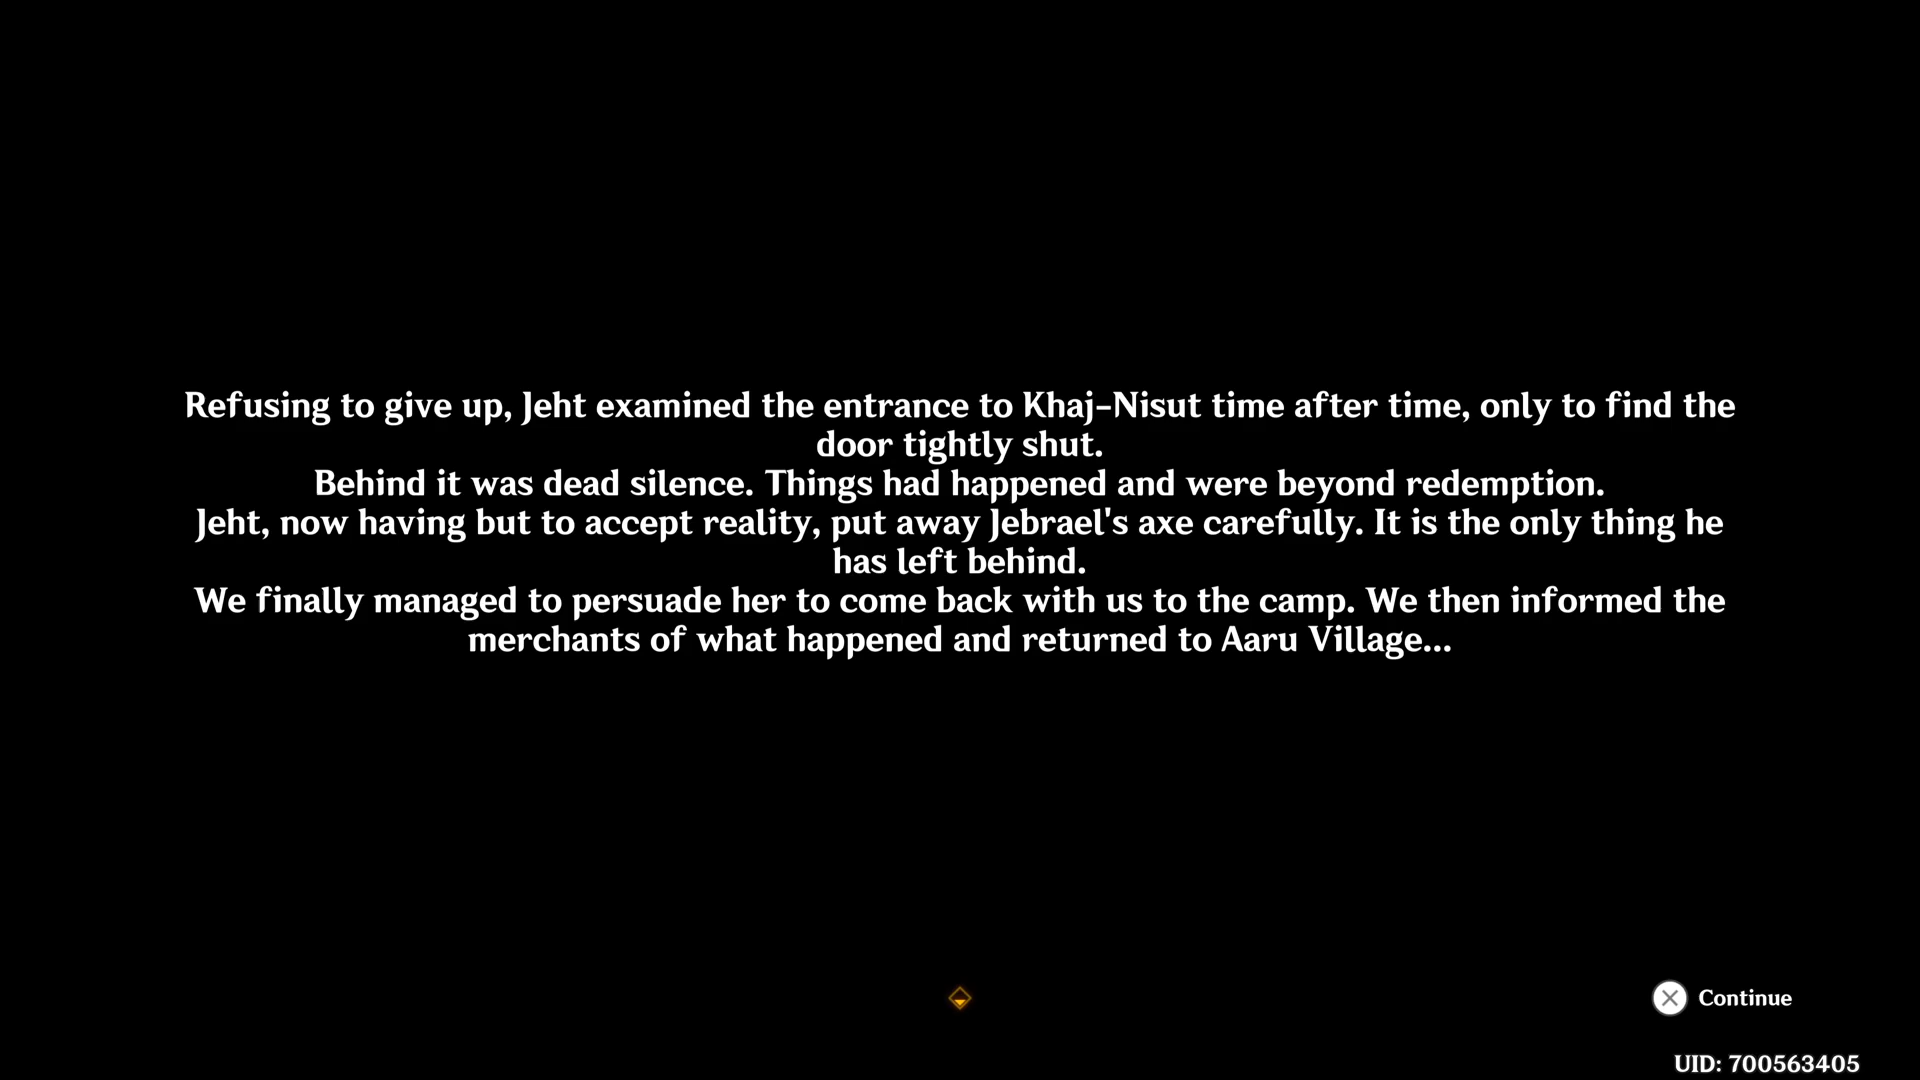 Refusing to give up, Jeht examined the entrance to Khaj-Nisut time after time, only to find the
door tightly shut.
Behind it was dead silence. Things had happened and were beyond redemption.
Jeht, now having but to accept reality, put away Jebrael's axe carefully. It is the only thing he
has left behind.
We finally managed to persuade her to come back with us to the camp. We then informed the
merchants of what happened and returned to Aaru Village...
Continue
UID: 700563405